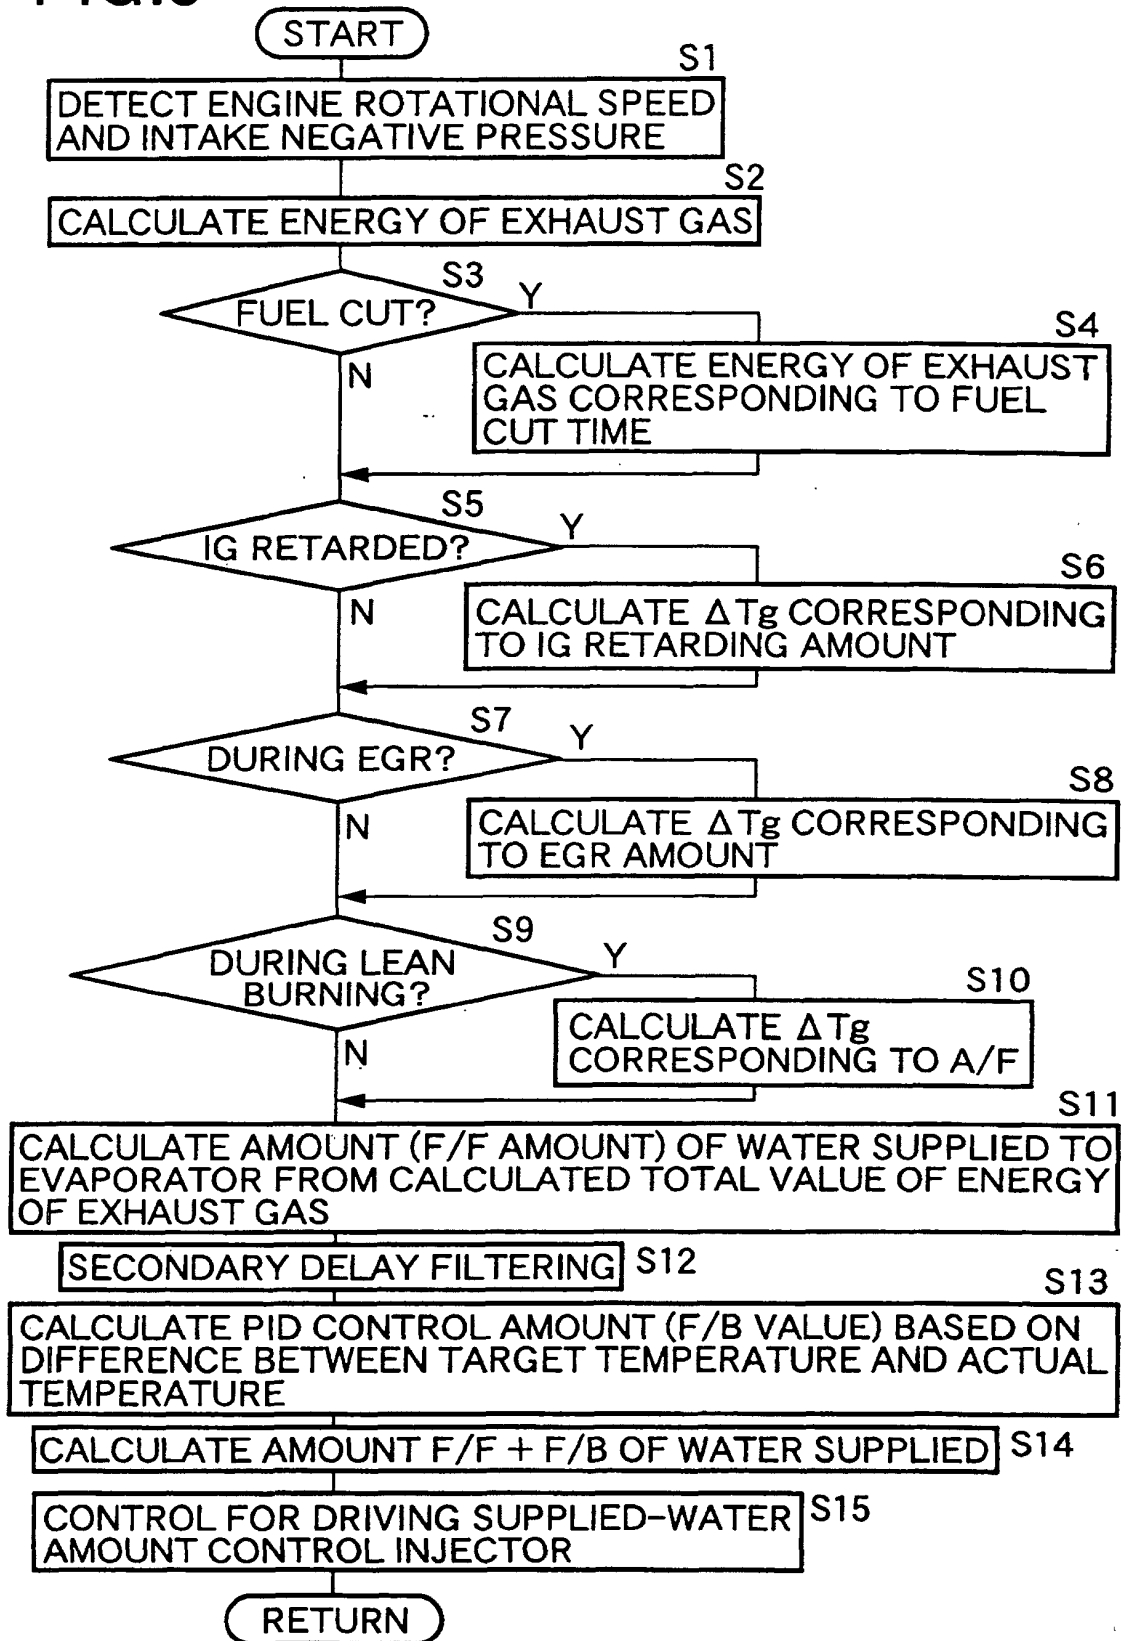 START
S1
DETECT ENGINE ROTATIONAL SPEED
AND INTAKE NEGATIVE PRESSURE
S2
CALCULATE ENERGY OF EXHAUST GAS
S3
FUEL CUT?
Y
N
S4
CALCULATE ENERGY OF EXHAUST
GAS CORRESPONDING TO FUEL
CUT TIME
S5
IG RETARDED?
Y
N
S6
CALCULATE ΔTg CORRESPONDING
TO IG RETARDING AMOUNT
S7
DURING EGR?
Y
N
S8
CALCULATE ΔTg CORRESPONDING
TO EGR AMOUNT
S9
DURING LEAN
BURNING?
Y
N
S10
CALCULATE ΔTg
CORRESPONDING TO A/F
S11
CALCULATE AMOUNT (F/F AMOUNT) OF WATER SUPPLIED TO
EVAPORATOR FROM CALCULATED TOTAL VALUE OF ENERGY
OF EXHAUST GAS
SECONDARY DELAY FILTERING S12
S13
CALCULATE PID CONTROL AMOUNT (F/B VALUE) BASED ON
DIFFERENCE BETWEEN TARGET TEMPERATURE AND ACTUAL
TEMPERATURE
CALCULATE AMOUNT F/F + F/B OF WATER SUPPLIED S14
CONTROL FOR DRIVING SUPPLIED-WATER S15
AMOUNT CONTROL INJECTOR
RETURN